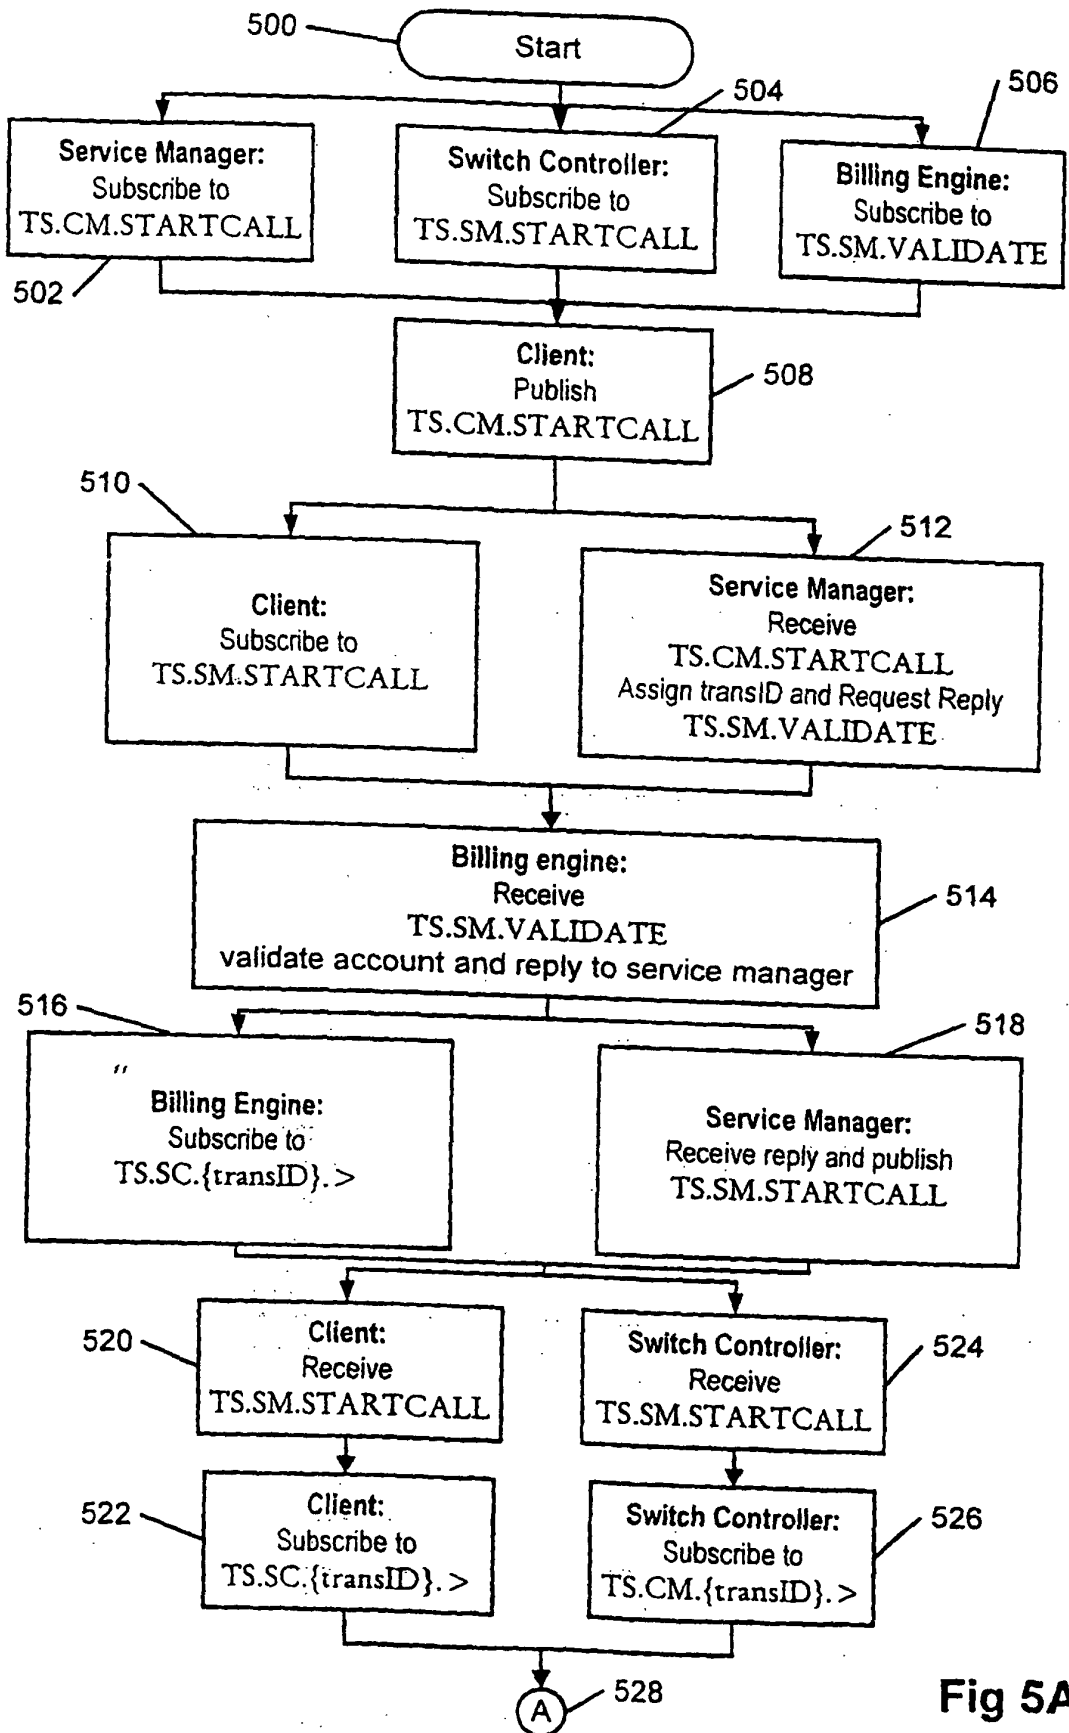 500
Start
504
506
Service Manager:
Subscribe to
TS.CM.STARTCALL
Switch Controller:
Subscribe to
TS.SM.STARTCALL
Billing Engine:
Subscribe to
TS.SM.VALIDATE
502
Client:
Publish
TS.CM.STARTCALL
508
510
512
Client:
Subscribe to
TS.SM.STARTCALL
Service Manager:
Receive
TS.CM.STARTCALL
Assign transID and Request Reply
TS.SM.VALIDATE
Billing engine:
Receive
TS.SM.VALIDATE
validate account and reply to service manager
514
516
518
Billing Engine:
Subscribe to
TS.SC.{transID}.>
Service Manager:
Receive reply and publish
TS.SM.STARTCALL
520
Client:
Receive
TS.SM.STARTCALL
Switch Controller:
Receive
TS.SM.STARTCALL
524
522
Client:
Subscribe to
TS.SC.{transID}.>
Switch Controller:
Subscribe to
TS.CM.{transID}.>
526
A
528
Fig 5A